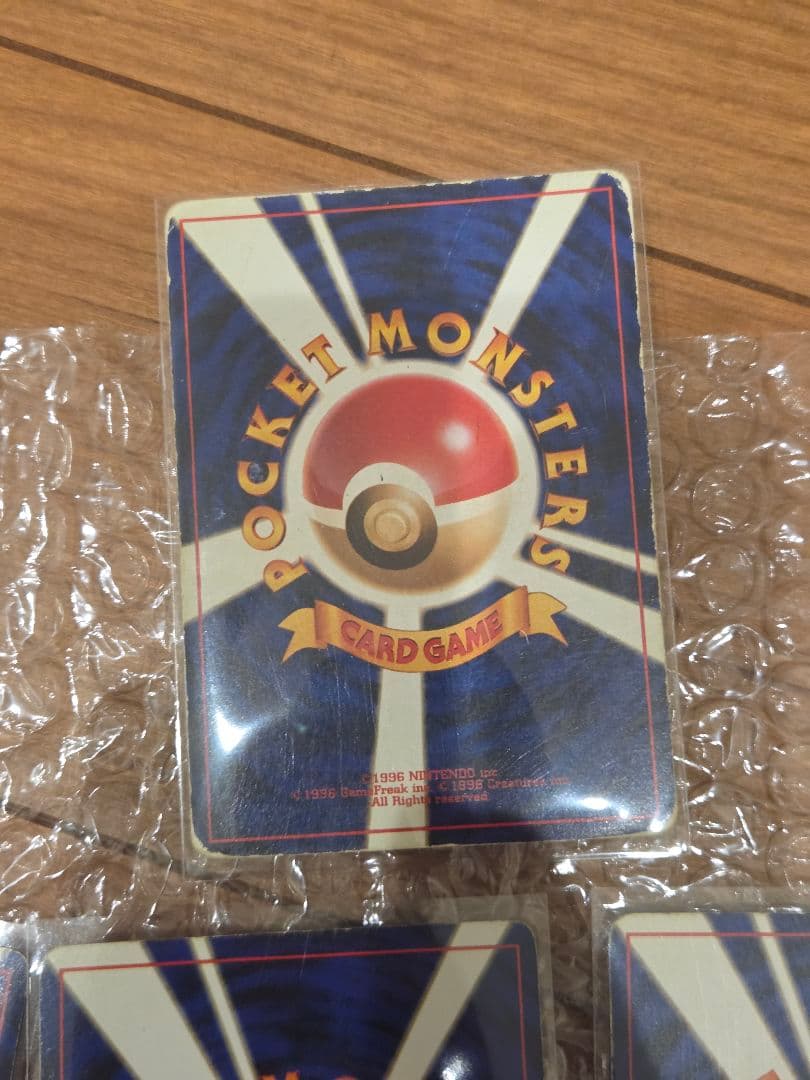 POCKET MONSTERS
CARD GAME
©1996 NINTENDO inc
©1996 GameFreak inc. ©1996 Creatures inc.
All Rights reserved